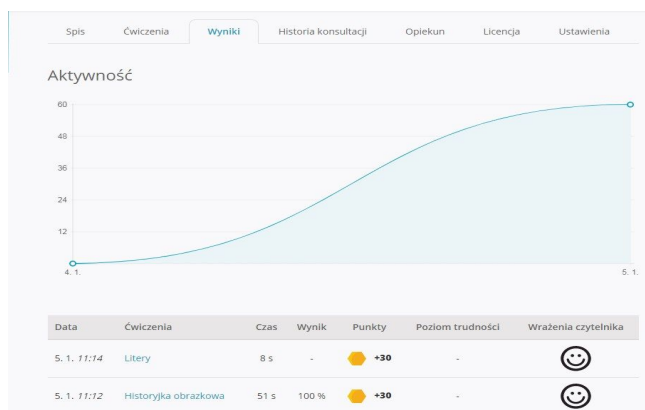 Spis Ćwiczenia Wyniki Historia konsultacji Opiekun Licencja Ustawienia
Aktywność
60
48
36
24
12
4. 1. 5. 1.
Data Ćwiczenia Czas Wynik Punkty Poziom trudności Wrażenia czytelnika
5. 1. 11:14 Litery 8 s - +30 -
5. 1. 11:12 Historyjka obrazkowa 51 s 100 % +30 -